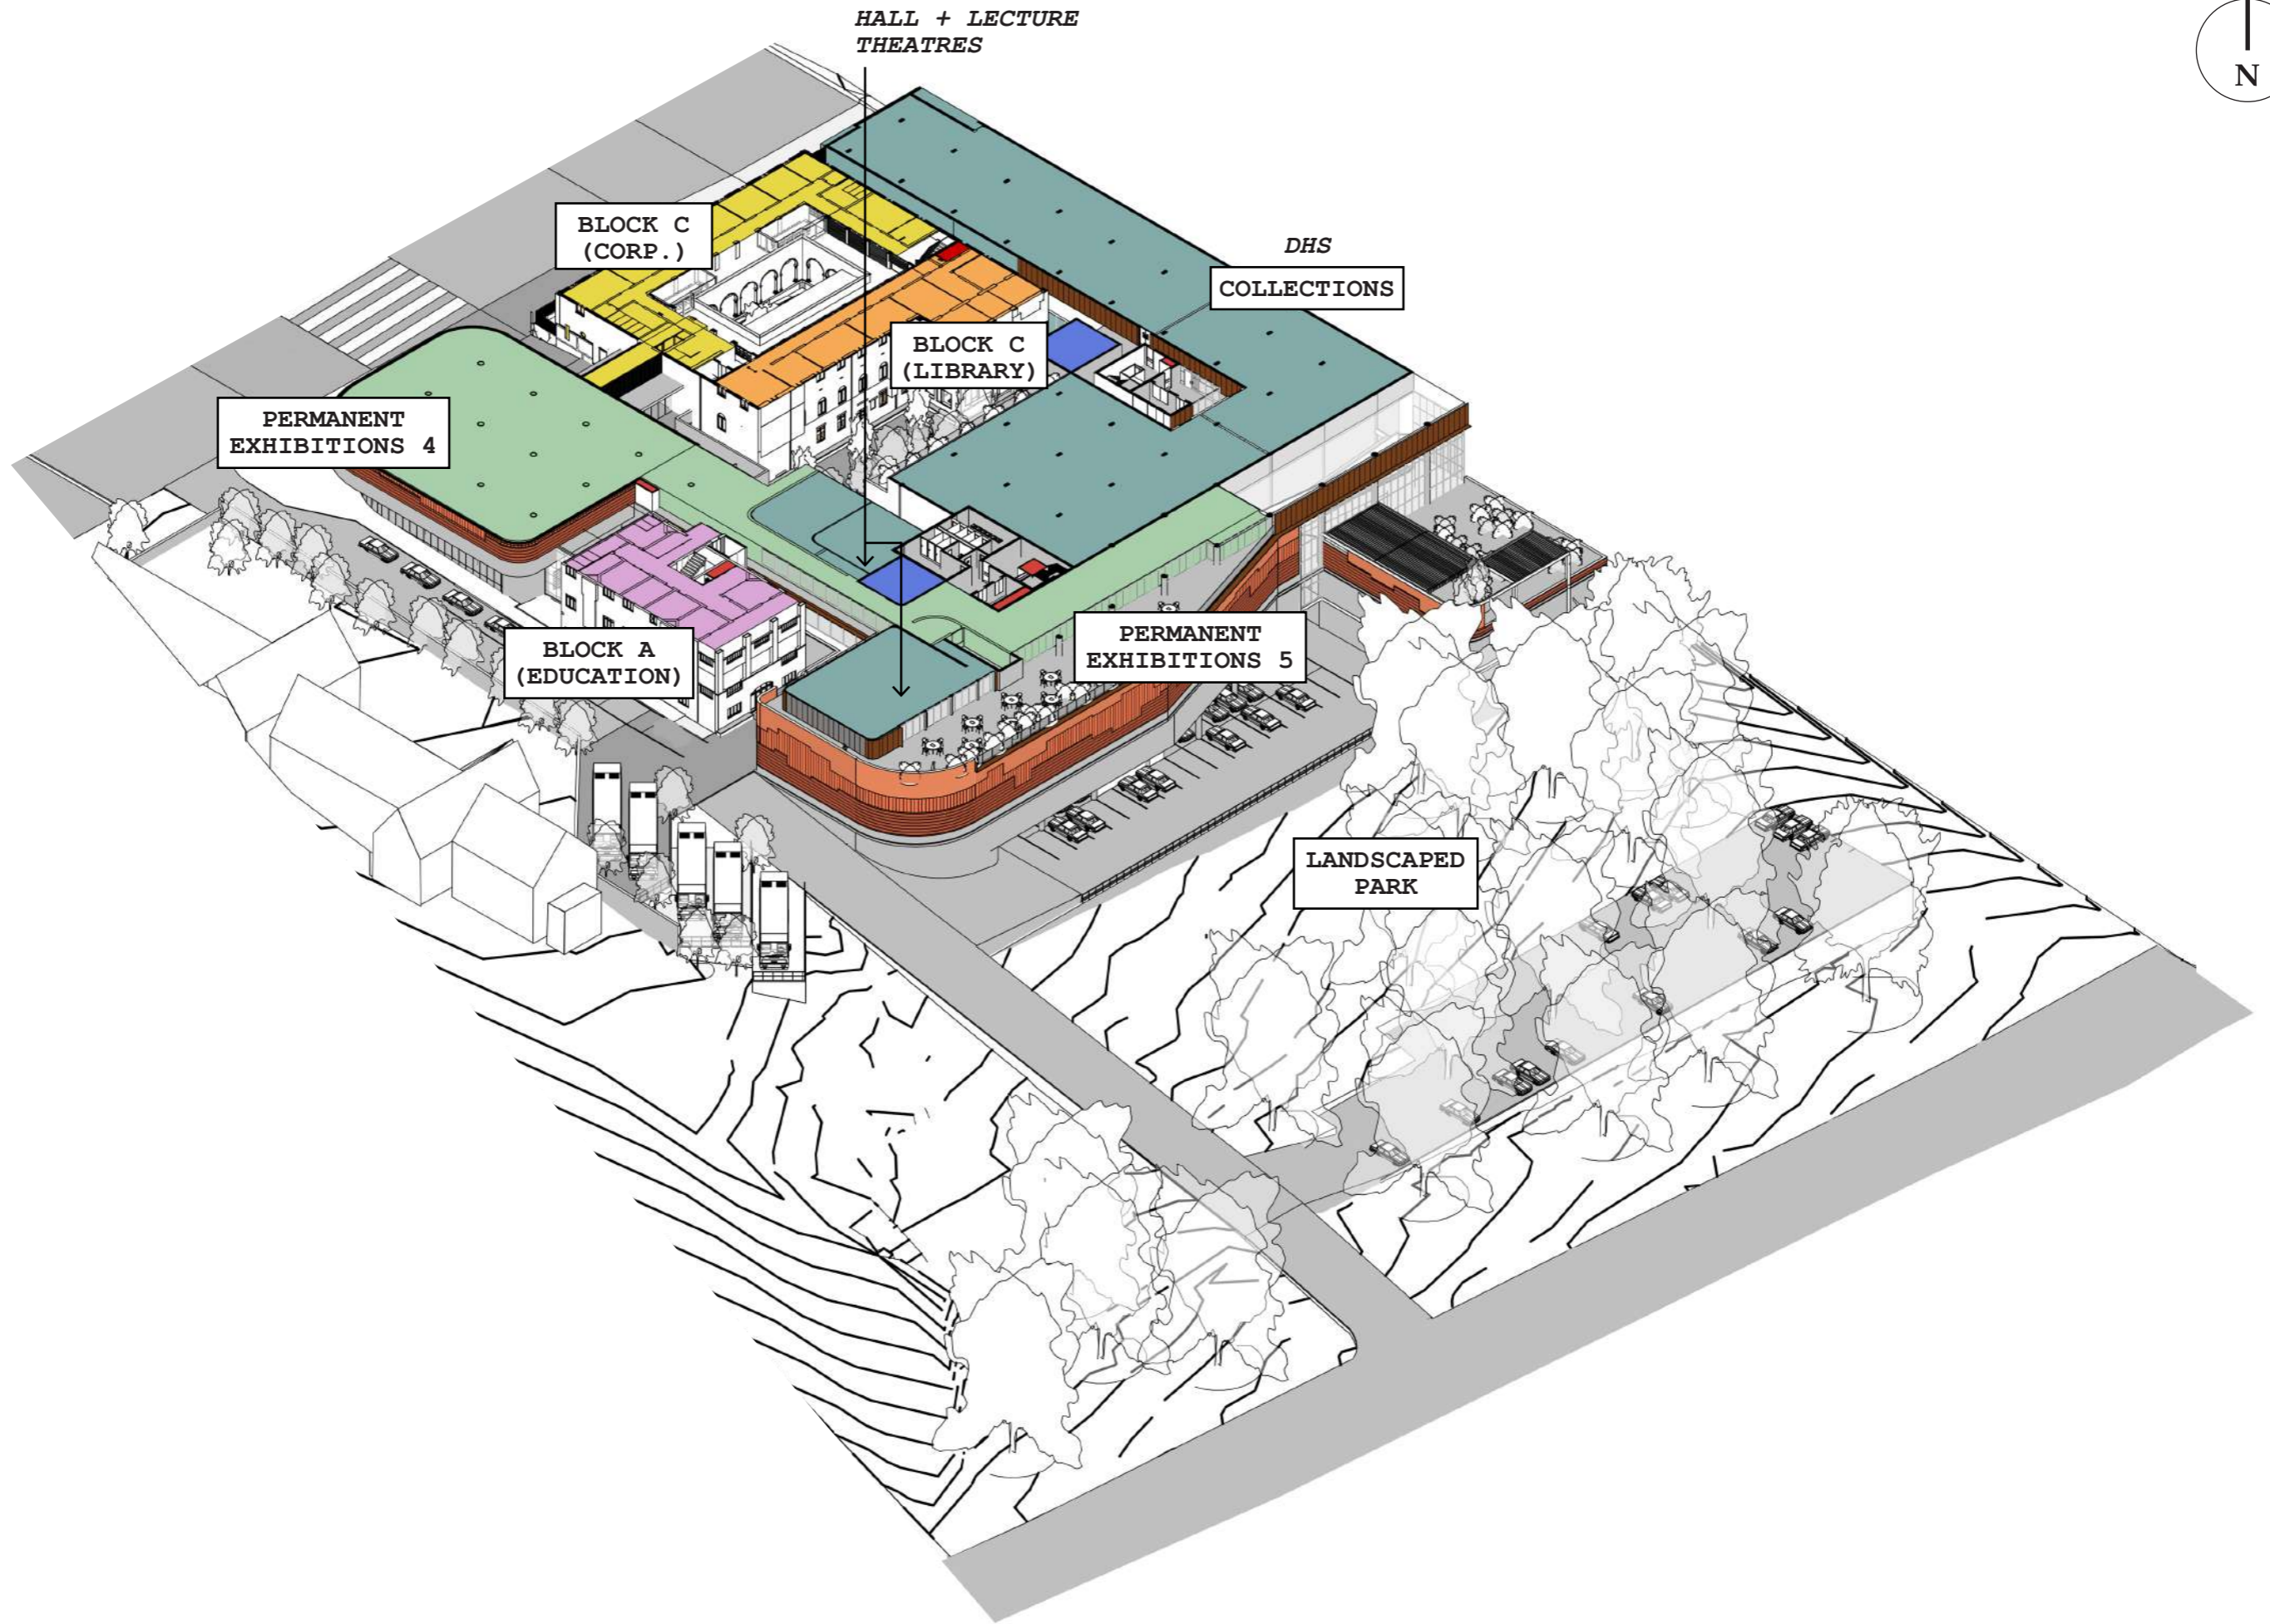 HALL + LECTURE
THEATRES
N
BLOCK C
(CORP.)
DHS
COLLECTIONS
BLOCK C
(LIBRARY)
PERMANENT
EXHIBITIONS 4
BLOCK A
(EDUCATION)
PERMANENT
EXHIBITIONS 5
LANDSCAPED
PARK